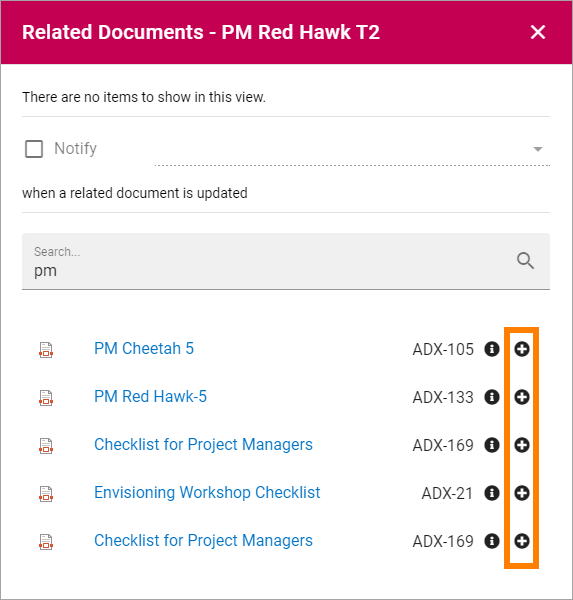 Related Documents - PM Red Hawk T2
There are no items to show in this view.
Notify
when a related document is updated
Search...
pm
PM Cheetah 5 ADX-105
PM Red Hawk-5 ADX-133
Checklist for Project Managers ADX-169
Envisioning Workshop Checklist ADX-21
Checklist for Project Managers ADX-169